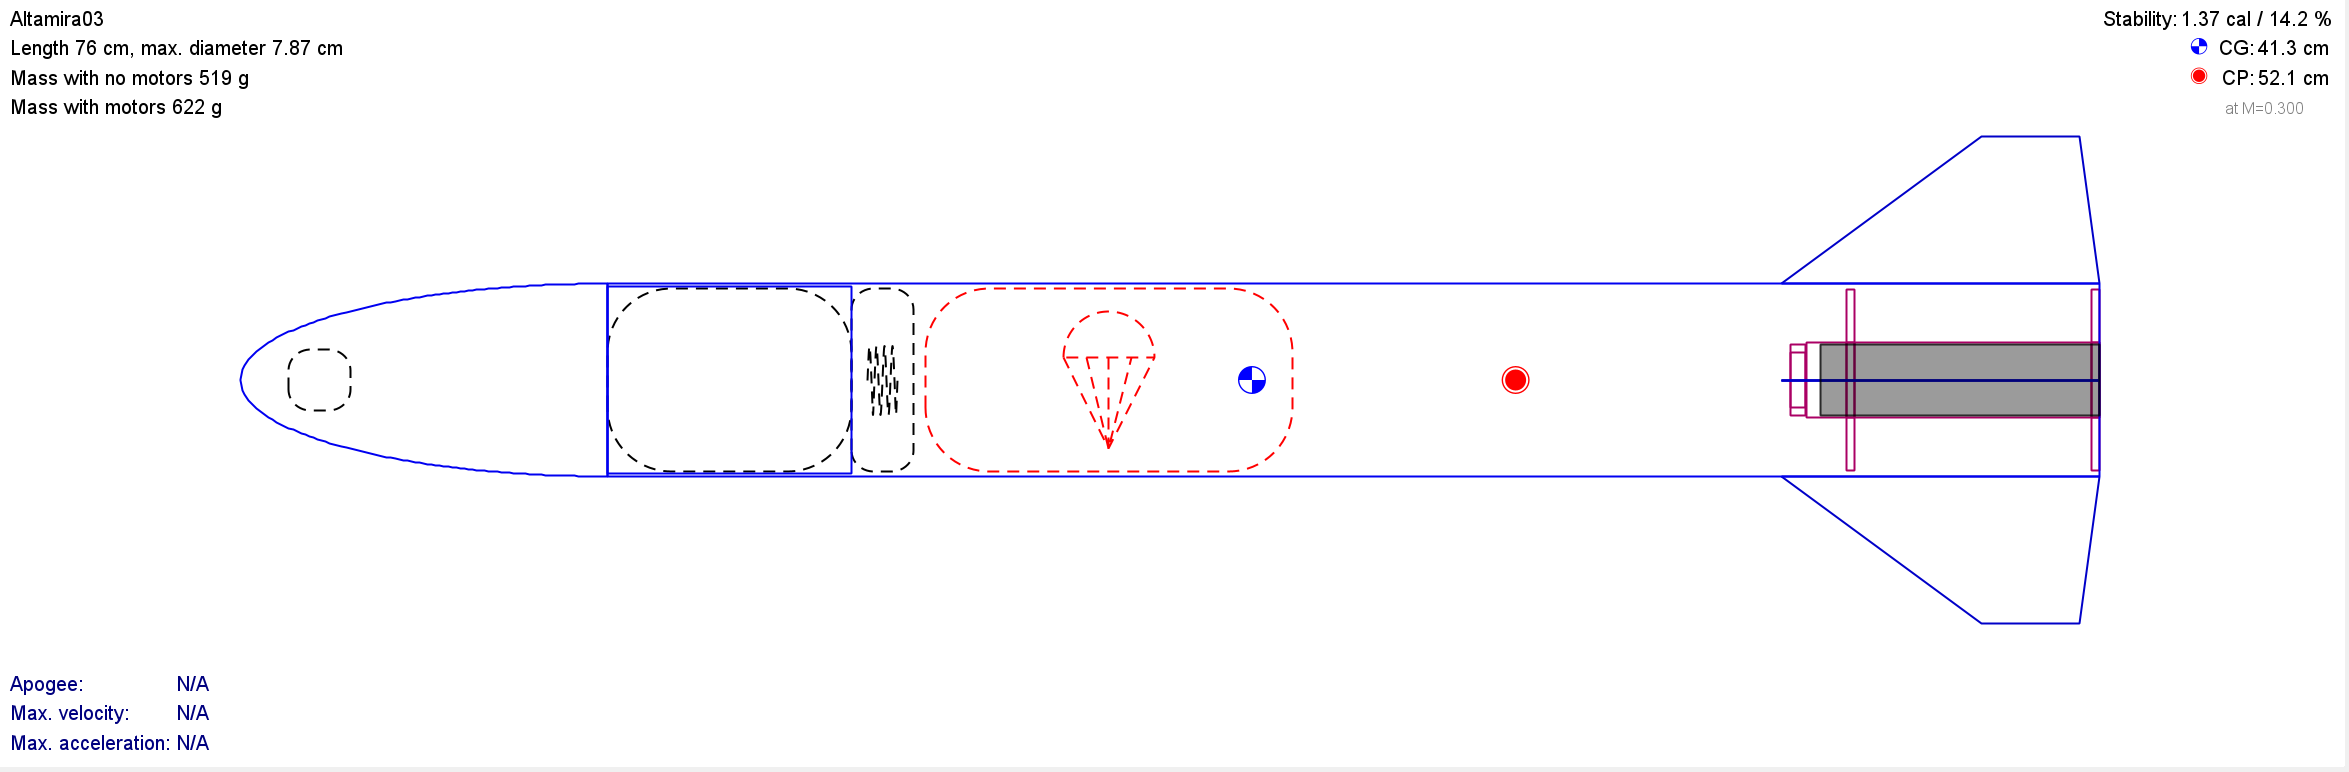 Altamira03
Length 76 cm, max. diameter 7.87 cm
Mass with no motors 519 g
Mass with motors 622 g
Stability: 1.37 cal / 14.2 %
CG: 41.3 cm
CP: 52.1 cm
at M=0.300
Apogee: N/A
Max. velocity: N/A
Max. acceleration: N/A